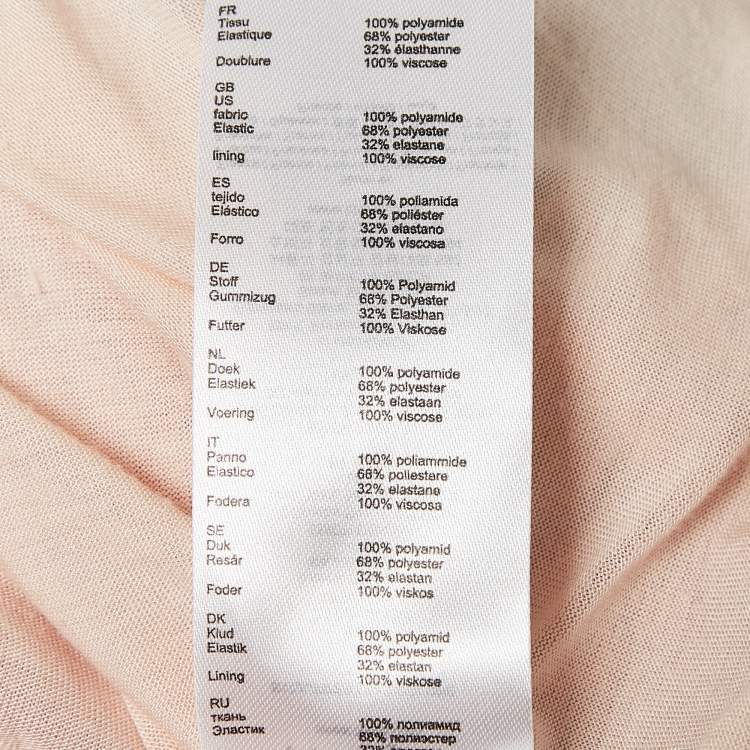 FR
Tissu 100% polyamide
Elastique 68% polyester
32% élasthanne
Doublure 100% viscose
GB
US
fabric 100% polyamide
Elastic 68% polyester
32% elastane
lining 100% viscose
ES
tejido 100% poliamida
Elástico 68% poliéster
32% elastano
Forro 100% viscosa
DE
Stoff 100% Polyamid
Gummizug 68% Polyester
32% Elasthan
Futter 100% Viskose
NL
Doek 100% polyamide
Elastiek 68% polyester
32% elastaan
Voering 100% viscose
IT
Panno 100% poliammide
Elastico 68% poliestere
32% elastane
Fodera 100% viscosa
SE
Duk 100% polyamid
Resår 68% polyester
32% elastan
Foder 100% viskos
DK
Klud 100% polyamid
Elastik 68% polyester
32% elastan
Lining 100% viskose
RU
ткань 100% полиамид
Эластик 68% полиэстер
32%